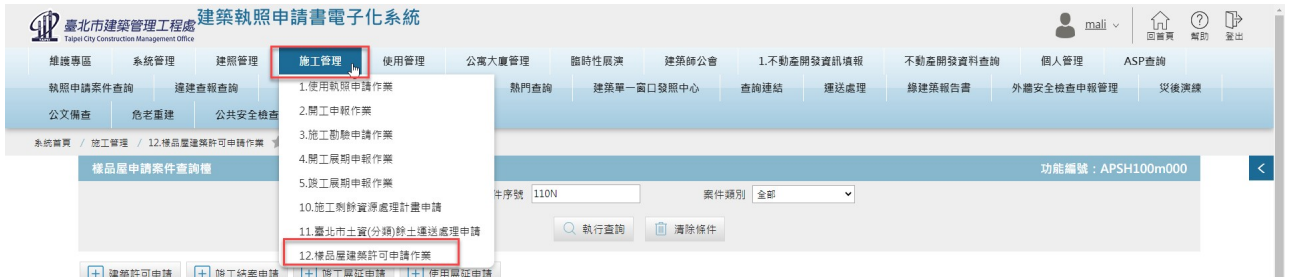 臺北市建築管理工程處 建築執照申請書電子化系統
Taipei City Construction Management Office
mali
回首頁 幫助 登出
維護專區 系統管理 建照管理 施工管理 使用管理 公寓大廈管理 臨時性展演 建築師公會 1.不動產開發資訊填報 不動產開發資料查詢 個人管理 ASP查詢
執照申請案件查詢 違建查報查詢 熱門查詢 建築單一窗口發照中心 查詢連結 運送處理 綠建築報告書 外牆安全檢查申報管理 災後演練
公文備查 危老重建 公共安全檢查
1.使用執照申請作業
2.開工申報作業
3.施工勘驗申請作業
4.開工展期申報作業
5.竣工展期申報作業
10.施工剩餘資源處理計畫申請
11.臺北市土資(分類)餘土運送處理申請
12.樣品屋建築許可申請作業
系統首頁 / 施工管理 / 12.樣品屋建築許可申請作業
樣品屋申請案件查詢檯 功能編號:APSH100m000
件序號 110N 案件類別 全部
執行查詢 清除條件
建築許可申請 竣工結案申請 竣工展延申請 使用展延申請